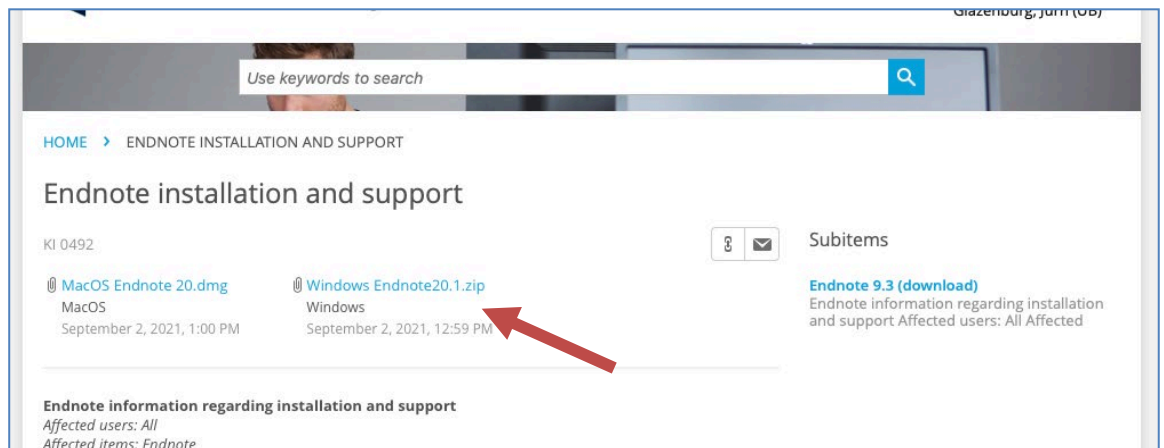 Glazenburg, Jurn (UB)
Use keywords to search
HOME > ENDNOTE INSTALLATION AND SUPPORT
Endnote installation and support
KI 0492
Subitems
MacOS Endnote 20.dmg
MacOS
September 2, 2021, 1:00 PM
Windows Endnote20.1.zip
Windows
September 2, 2021, 12:59 PM
Endnote 9.3 (download)
Endnote information regarding installation
and support Affected users: All Affected
Endnote information regarding installation and support
Affected users: All
Affected items: Endnote